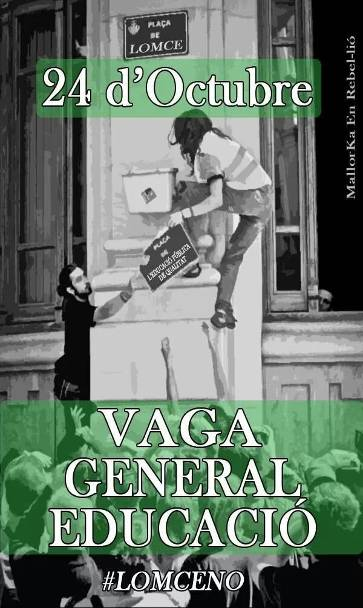 PLAÇA
DE
LOMCE
24 d'Octubre
MallorKa En Rebel·lió
PLAÇA
DE
L'EDUCACIÓ PÚBLICA
DE QUALITAT
VAGA
GENERAL
EDUCACIÓ
#LOMCENO